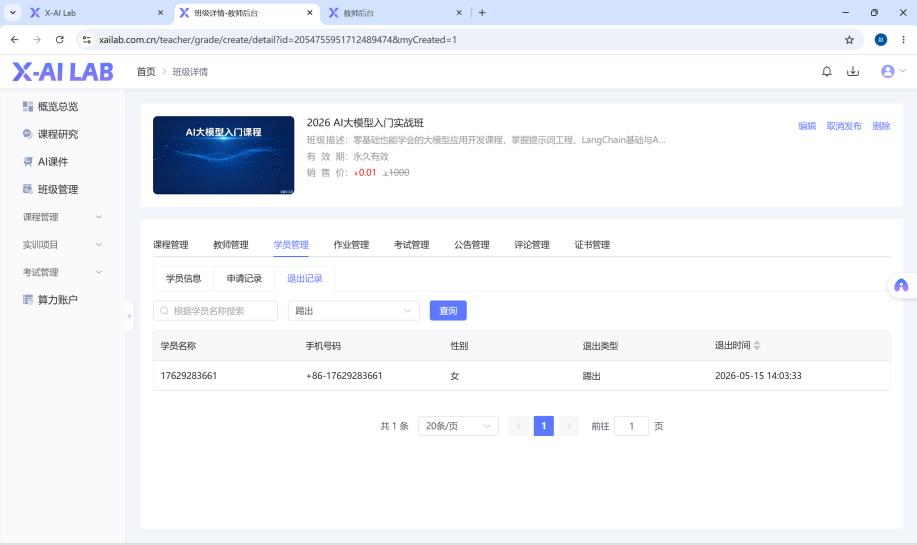 X-AI Lab
班级详情-教师后台
教师后台
xailab.com.cn/teacher/grade/create/detail?id=2054755951712489474&myCreated=1
X-AI LAB
首页 > 班级详情
概览总览
课程研究
AI课件
班级管理
课程管理
实训项目
考试管理
算力账户
AI大模型入门课程
2026 AI大模型入门实战班
编辑 取消发布 删除
班级描述：零基础也能学会的大模型应用开发课程，掌握提示词工程、LangChain基础与A...
有 效 期：永久有效
销 售 价：¥0.01 ¥1000
课程管理 教师管理 学员管理 作业管理 考试管理 公告管理 评论管理 证书管理
学员信息 申请记录 退出记录
根据学员名称搜索 踢出 查询
学员名称 手机号码 性别 退出类型 退出时间
17629283661 +86-17629283661 女 踢出 2026-05-15 14:03:33
共 1 条 20条/页 1 前往 1 页